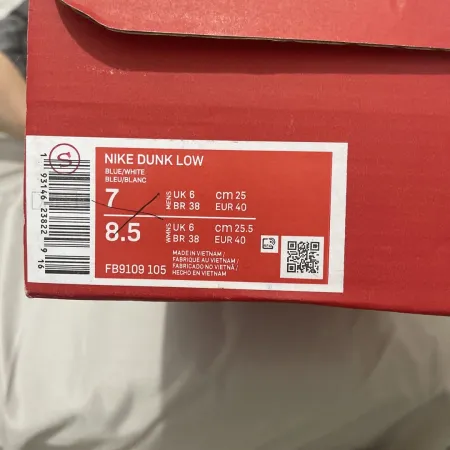 S
NIKE DUNK LOW
BLUE/WHITE
BLEU/BLANC
7 MENS UK 6 cm 25
BR 38 EUR 40
8.5 WMNS UK 6 cm 25.5
BR 38 EUR 40
MADE IN VIETNAM /
FABRIQUE AU VIETNAM /
FABRICADO NO VIETNÃ /
HECHO EN VIETNAM
FB9109 105
1 93146 23822 9 16